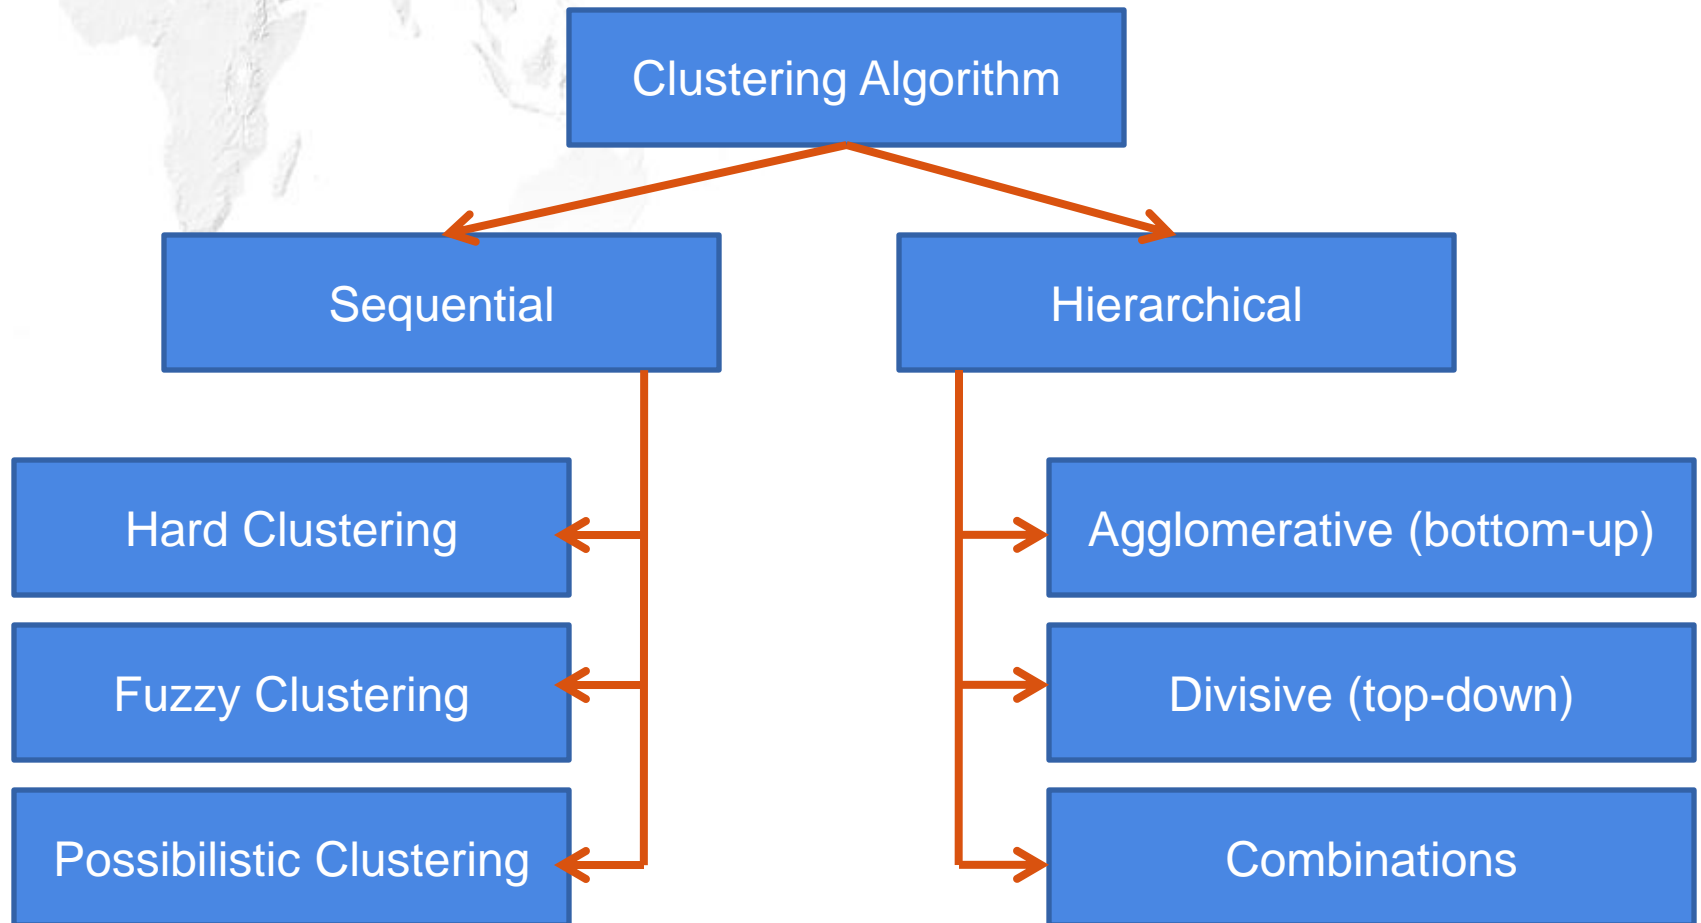 Clustering Algorithm
Sequential
Hierarchical
Hard Clustering
Agglomerative (bottom-up)
Fuzzy Clustering
Divisive (top-down)
Possibilistic Clustering
Combinations